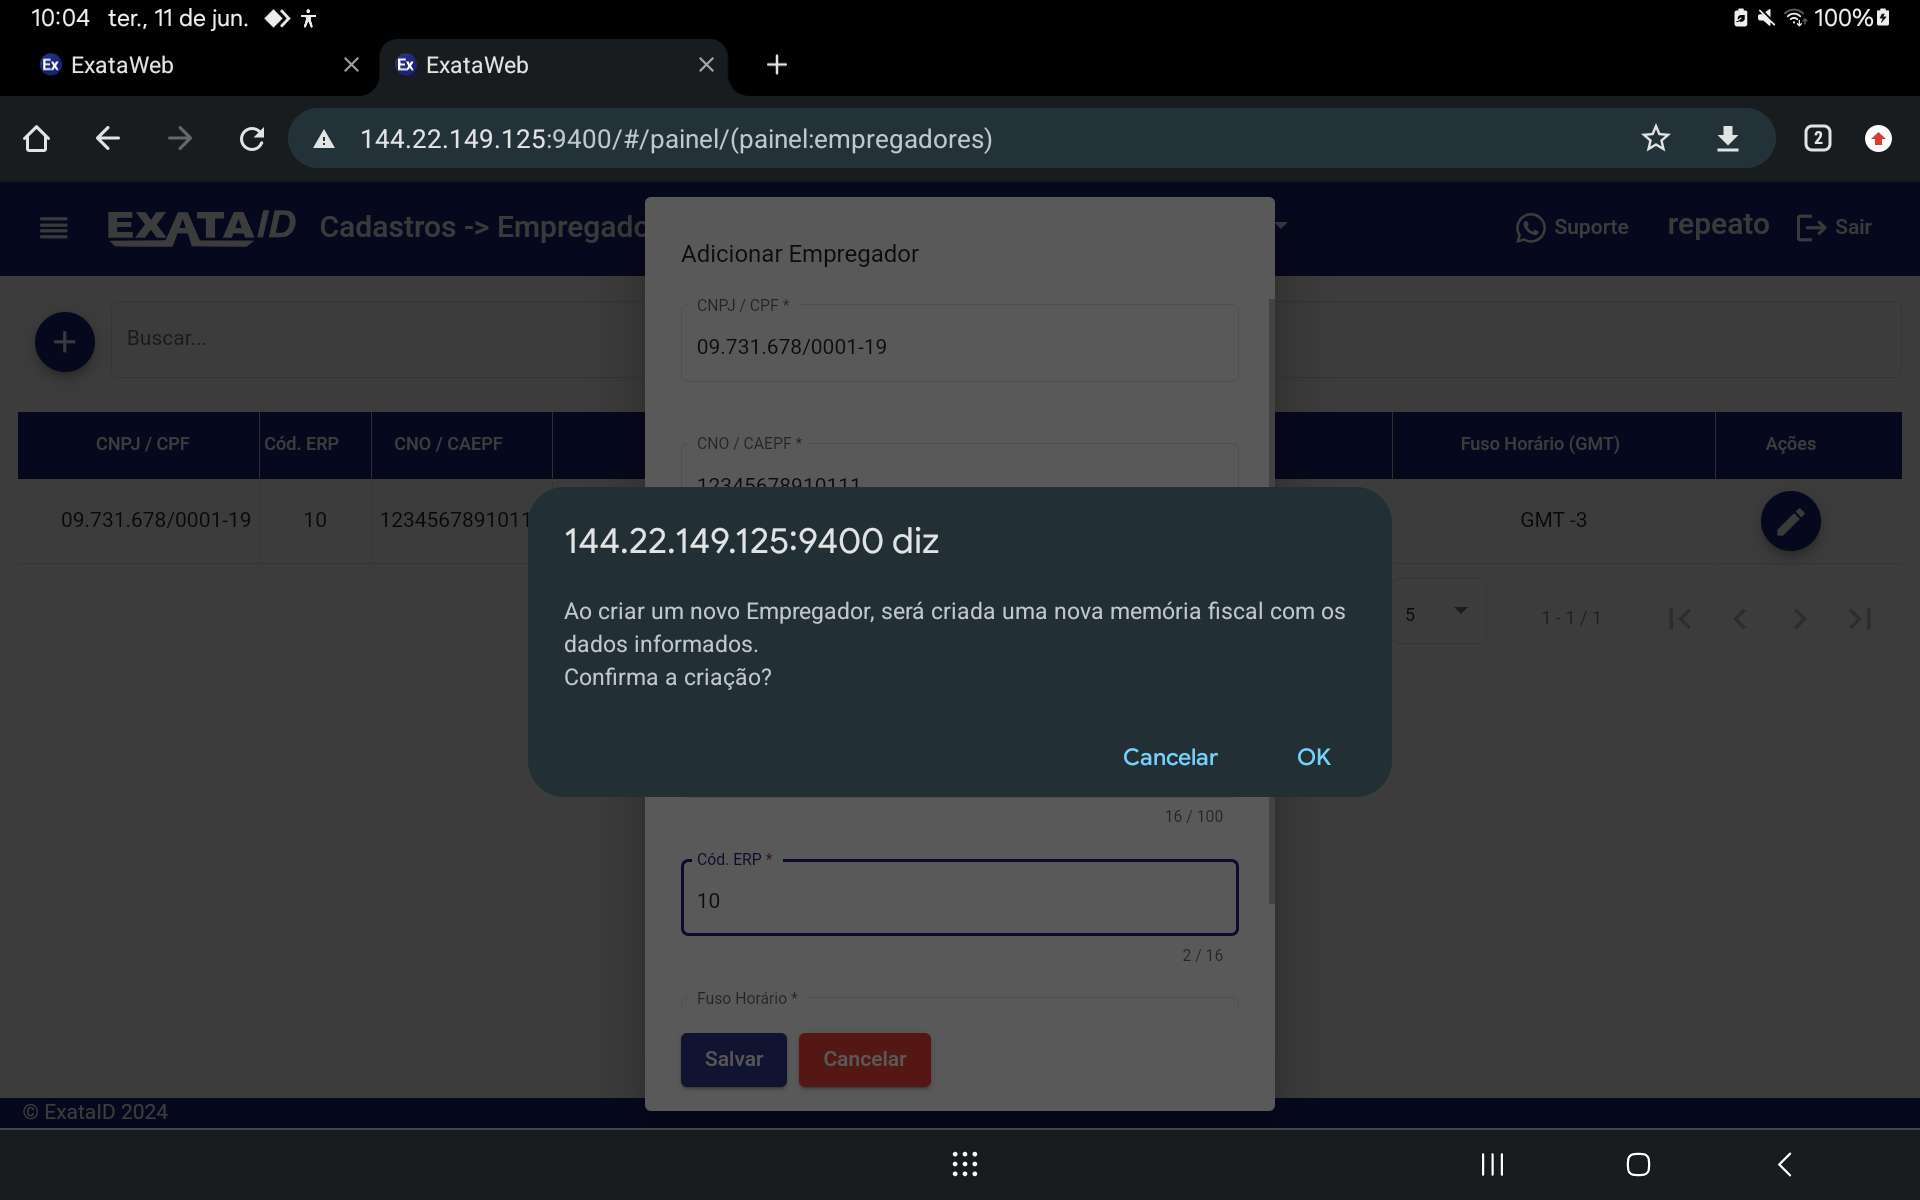 10:04 ter., 11 de jun.
100%
Ex ExataWeb
Ex ExataWeb
144.22.149.125:9400/#/painel/(painel:empregadores)
2
EXATAID Cadastros -> Empregado
Suporte
repeato
Sair
Adicionar Empregador
CNPJ / CPF *
09.731.678/0001-19
Buscar...
CNO / CAEPF *
12345678910111
CNPJ / CPF Cód. ERP CNO / CAEPF Fuso Horário (GMT) Ações
09.731.678/0001-19 10 12345678910111 GMT -3
144.22.149.125:9400 diz
Ao criar um novo Empregador, será criada uma nova memória fiscal com os
dados informados.
Confirma a criação?
Cancelar OK
5 1 - 1 / 1
16 / 100
Cód. ERP *
10
2 / 16
Fuso Horário *
Salvar Cancelar
© ExataID 2024